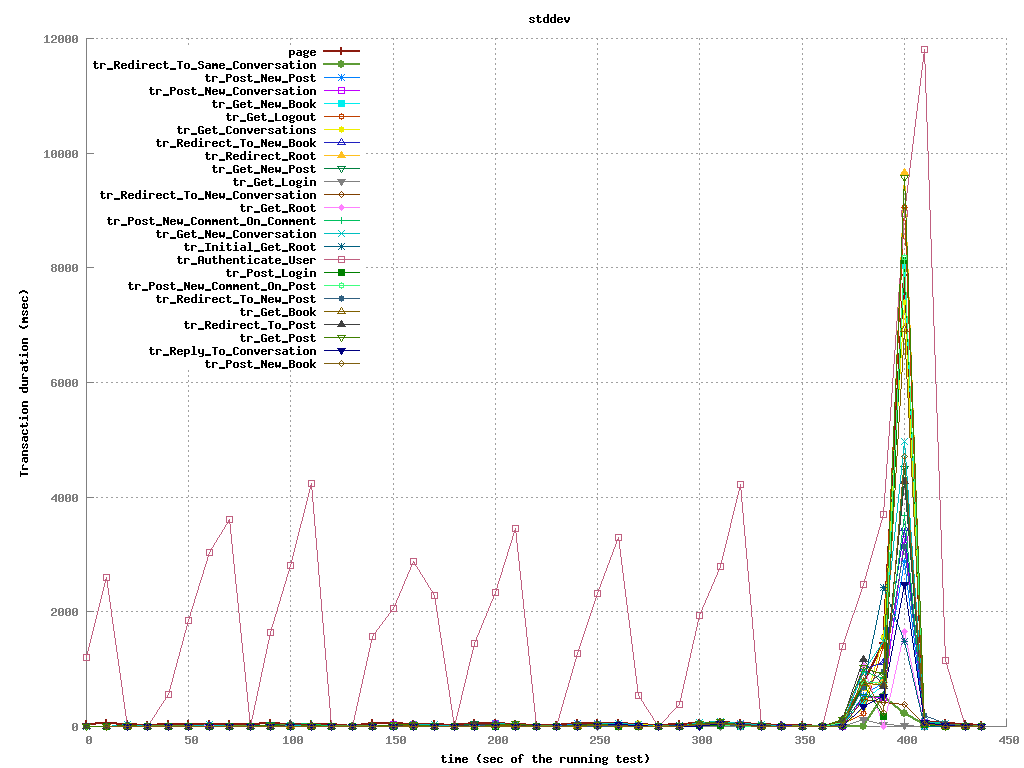 stddev
12000
10000
8000
6000
4000
2000
0
Transaction duration (msec)
page
tr_Redirect_To_Same_Conversation
tr_Post_New_Post
tr_Post_New_Conversation
tr_Get_New_Book
tr_Get_Logout
tr_Get_Conversations
tr_Redirect_To_New_Book
tr_Redirect_Root
tr_Get_New_Post
tr_Get_Login
tr_Redirect_To_New_Conversation
tr_Get_Root
tr_Post_New_Comment_On_Comment
tr_Get_New_Conversation
tr_Initial_Get_Root
tr_Authenticate_User
tr_Post_Login
tr_Post_New_Comment_On_Post
tr_Redirect_To_New_Post
tr_Get_Book
tr_Redirect_To_Post
tr_Get_Post
tr_Reply_To_Conversation
tr_Post_New_Book
0 50 100 150 200 250 300 350 400 450
time (sec of the running test)